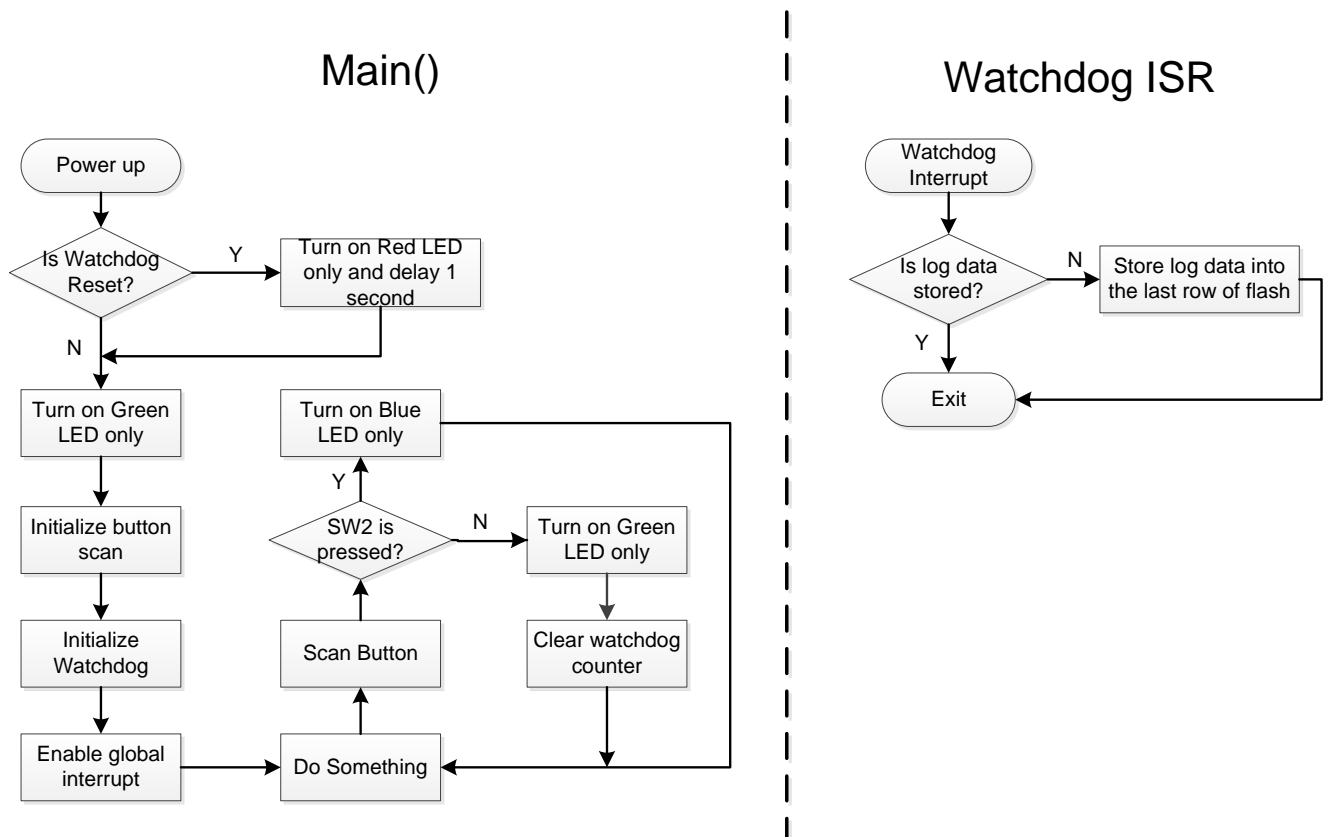 Main()
Power up
Is Watchdog
Reset?
Y
Turn on Red LED
only and delay 1
second
N
Turn on Green
LED only
Initialize button
scan
Initialize
Watchdog
Enable global
interrupt
Do Something
Scan Button
SW2 is
pressed?
Y
Turn on Blue
LED only
N
Turn on Green
LED only
Clear watchdog
counter
Watchdog ISR
Watchdog
Interrupt
Is log data
stored?
N
Store log data into
the last row of flash
Y
Exit